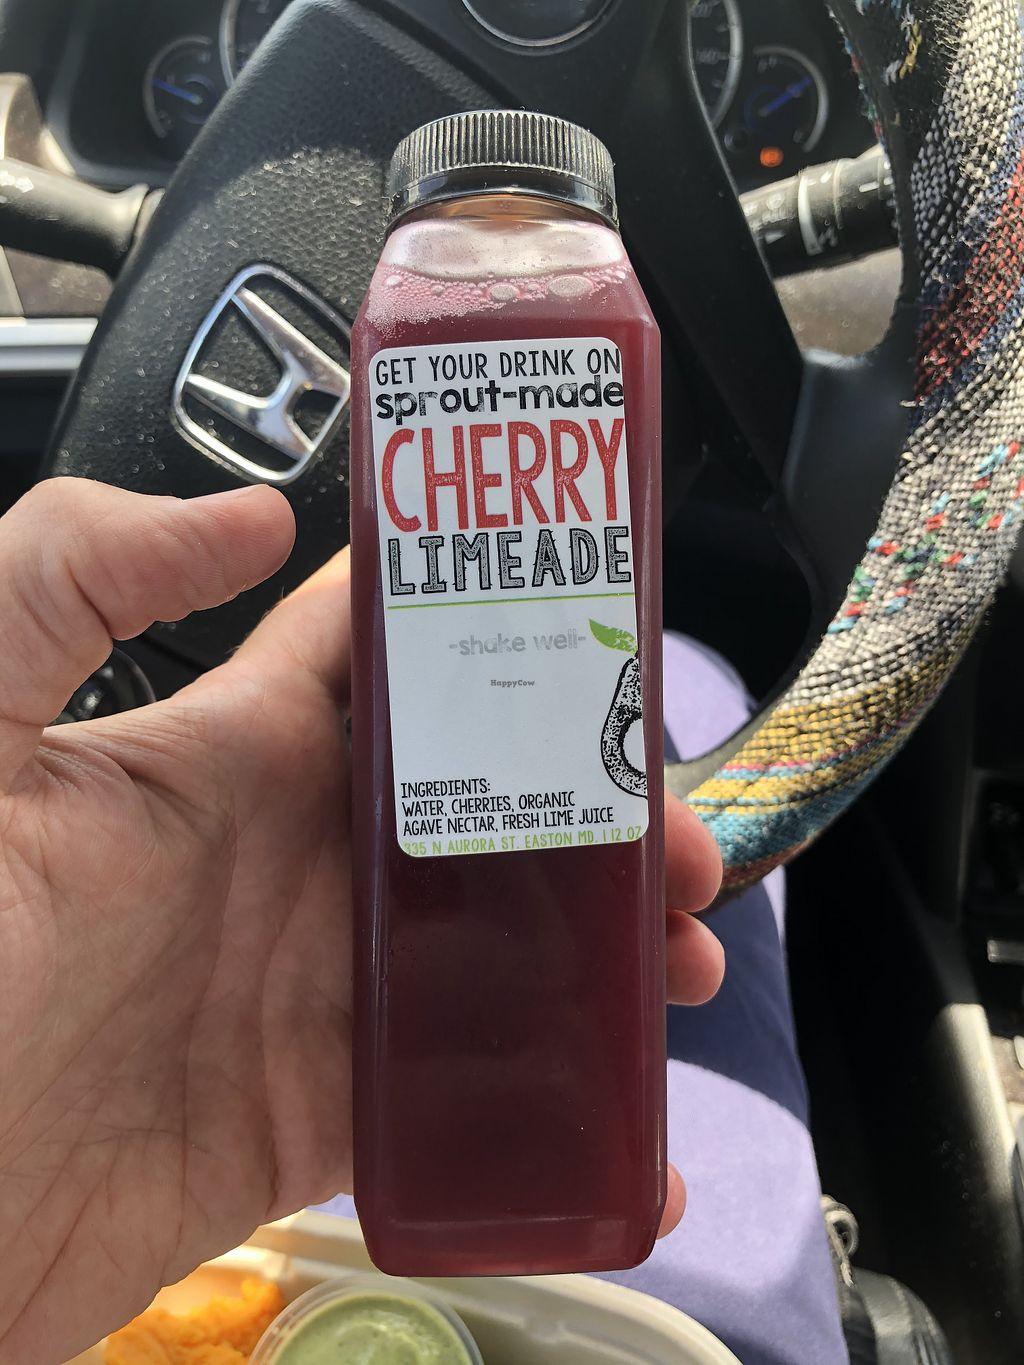 GET YOUR DRINK ON
sprout-made
CHERRY
LIMEADE
-shake well-
HappyCow
INGREDIENTS:
WATER, CHERRIES, ORGANIC
AGAVE NECTAR, FRESH LIME JUICE
335 N AURORA ST. EASTON MD. | 12 OZ